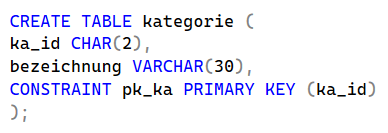 CREATE TABLE kategorie (
ka_id CHAR(2),
bezeichnung VARCHAR(30),
CONSTRAINT pk_ka PRIMARY KEY (ka_id)
);